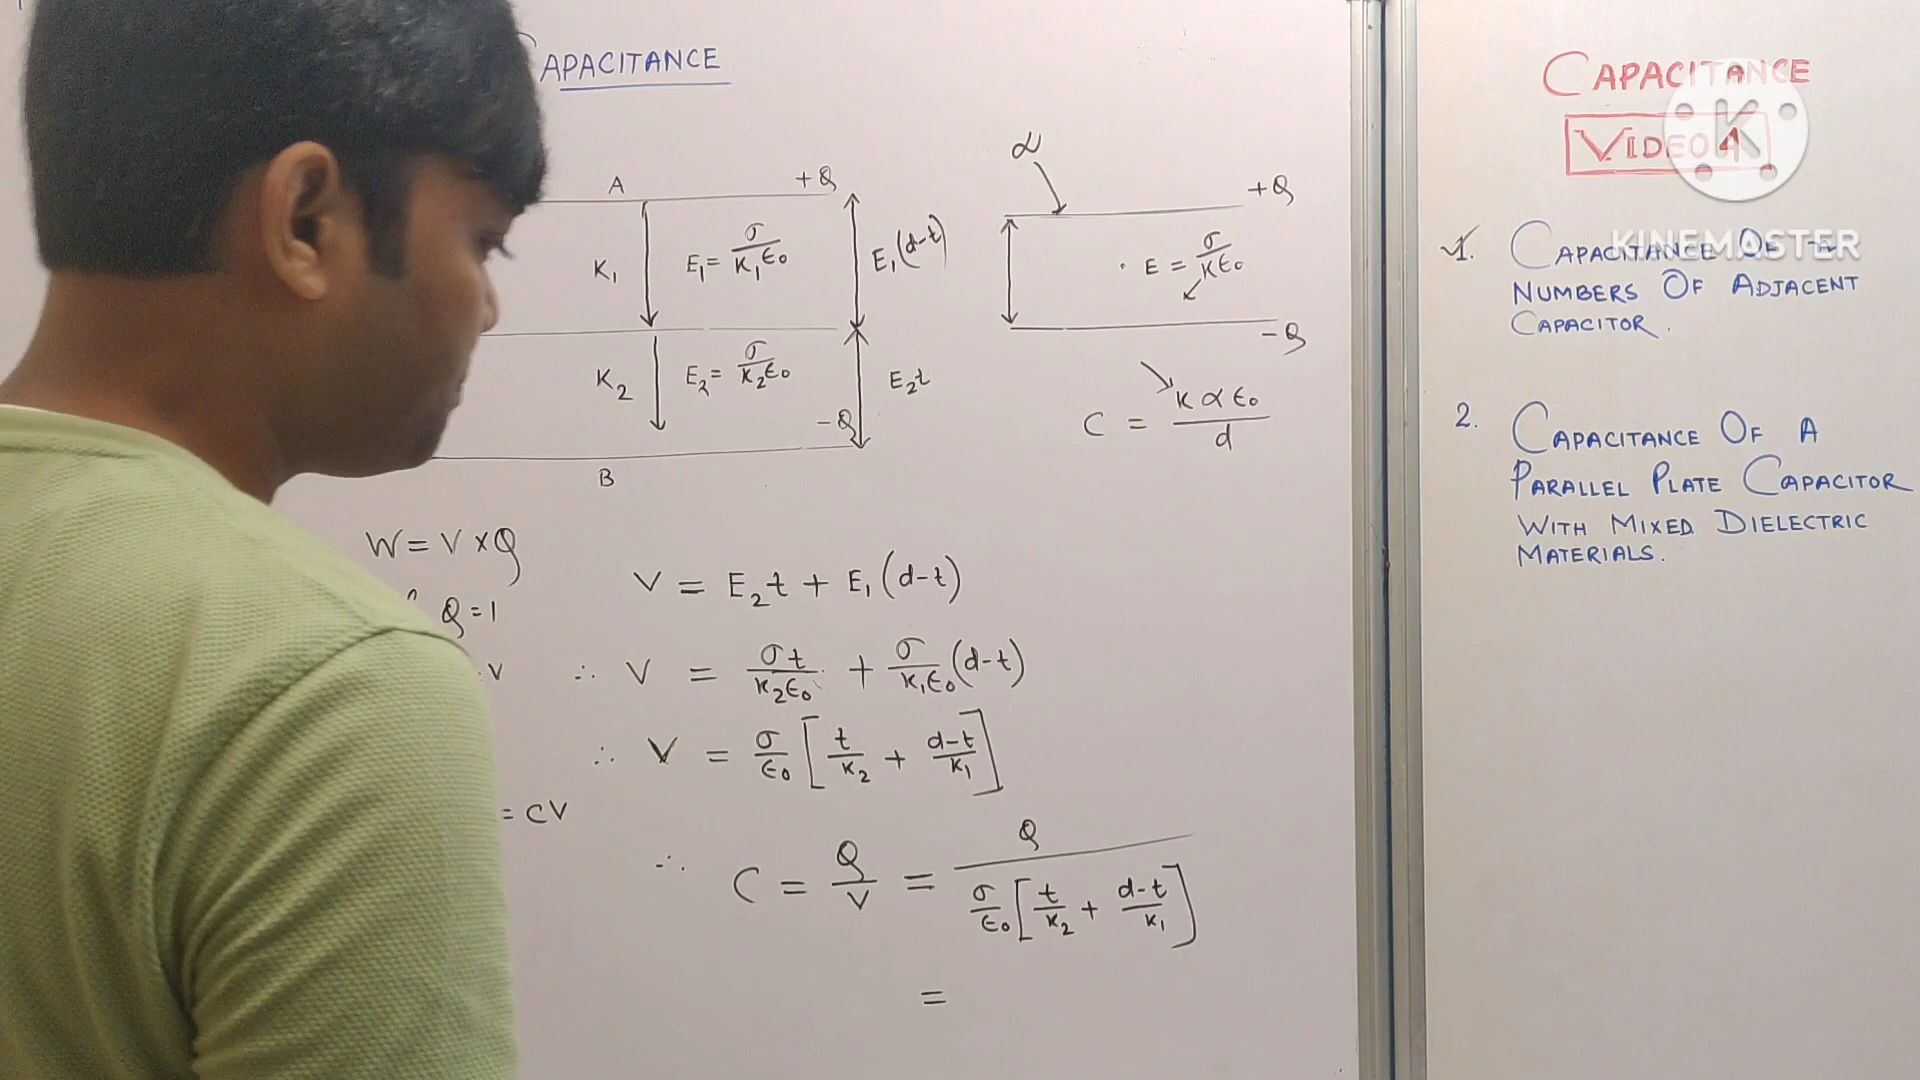 CAPACITANCE
A
+Q
K₁
E₁ = σ/K₁ϵ₀
E₁(d-t)
K₂
E₂ = σ/K₂ϵ₀
E₂t
-Q
B
α
+Q
E = σ/Kϵ₀
-Q
C = Kαϵ₀/d
W = V × Q
Q = 1
V
= CV
V = E₂t + E₁(d-t)
∴ V = σt/K₂ϵ₀ + σ/K₁ϵ₀ (d-t)
∴ V = σ/ϵ₀ [t/K₂ + d-t/K₁]
∴ C = Q/V = Q/σ/ϵ₀[t/K₂ + d-t/K₁]
=
CAPACITANCE
VIDEO 4
K
KINEMASTER
1. CAPACITANCE OF
NUMBERS OF ADJACENT
CAPACITOR.
2. CAPACITANCE OF A
PARALLEL PLATE CAPACITOR
WITH MIXED DIELECTRIC
MATERIALS.